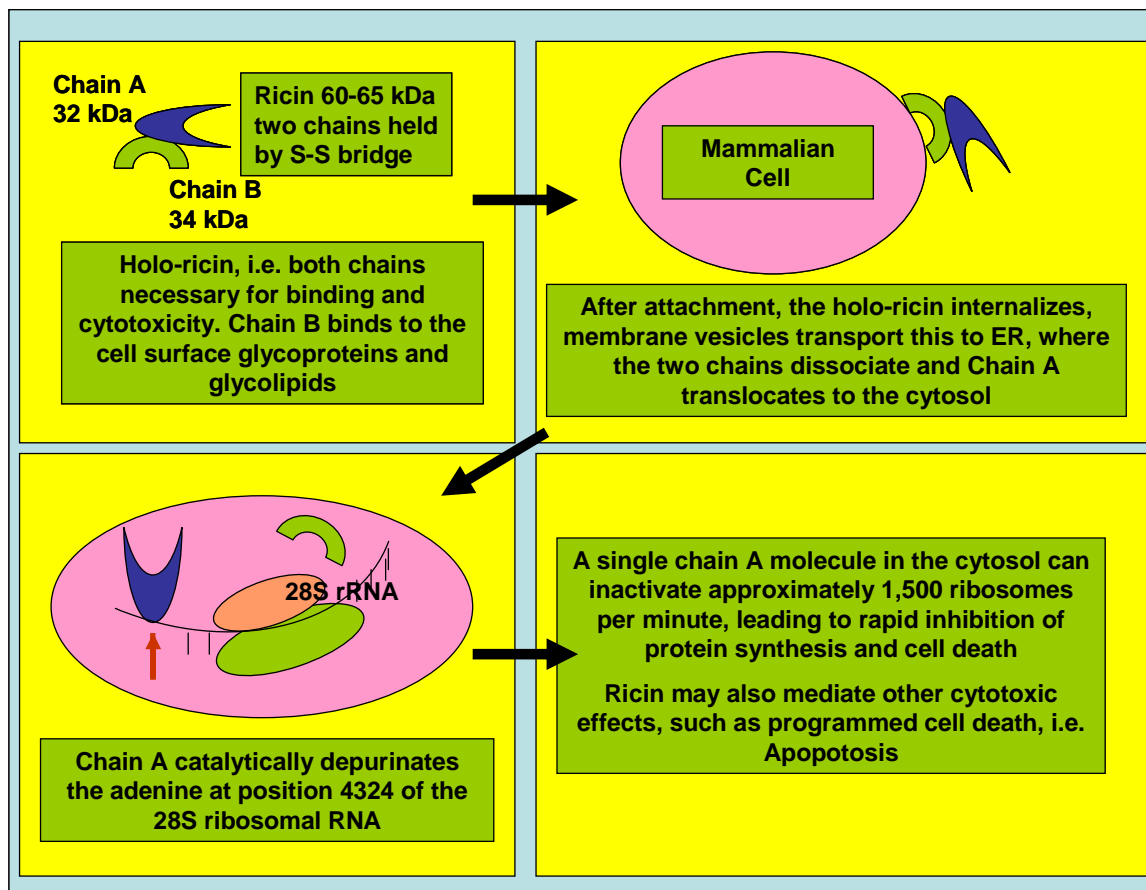 Chain A
32 kDa
Ricin 60-65 kDa
two chains held
by S-S bridge
Chain B
34 kDa
Holo-ricin, i.e. both chains
necessary for binding and
cytotoxicity. Chain B binds to the
cell surface glycoproteins and
glycolipids
Mammalian
Cell
After attachment, the holo-ricin internalizes,
membrane vesicles transport this to ER, where
the two chains dissociate and Chain A
translocates to the cytosol
28S rRNA
Chain A catalytically depurinates
the adenine at position 4324 of the
28S ribosomal RNA
A single chain A molecule in the cytosol can
inactivate approximately 1,500 ribosomes
per minute, leading to rapid inhibition of
protein synthesis and cell death
Ricin may also mediate other cytotoxic
effects, such as programmed cell death, i.e.
Apopotosis